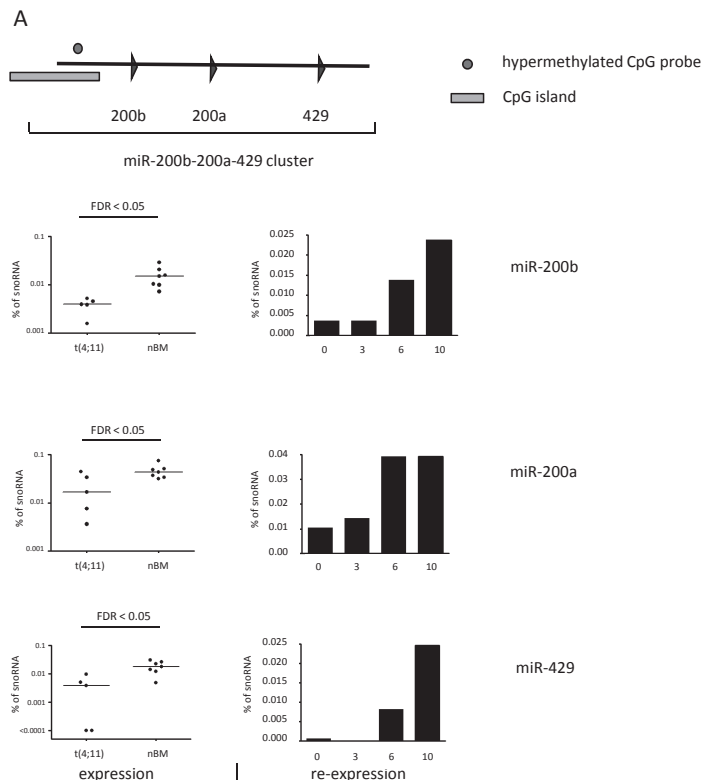 A
hypermethylated CpG probe
CpG island
200b 200a 429
miR-200b-200a-429 cluster
FDR < 0.05
% of snoRNA
0.1
0.01
0.001
t(4;11) nBM
% of snoRNA
0.025
0.020
0.015
0.010
0.005
0.000
0 3 6 10
miR-200b
FDR < 0.05
% of snoRNA
0.1
0.01
0.001
t(4;11) nBM
% of snoRNA
0.04
0.03
0.02
0.01
0.00
0 3 6 10
miR-200a
FDR < 0.05
% of snoRNA
0.1
0.01
0.001
<0.0001
t(4;11) nBM
% of snoRNA
0.025
0.020
0.015
0.010
0.005
0.000
0 3 6 10
miR-429
expression re-expression